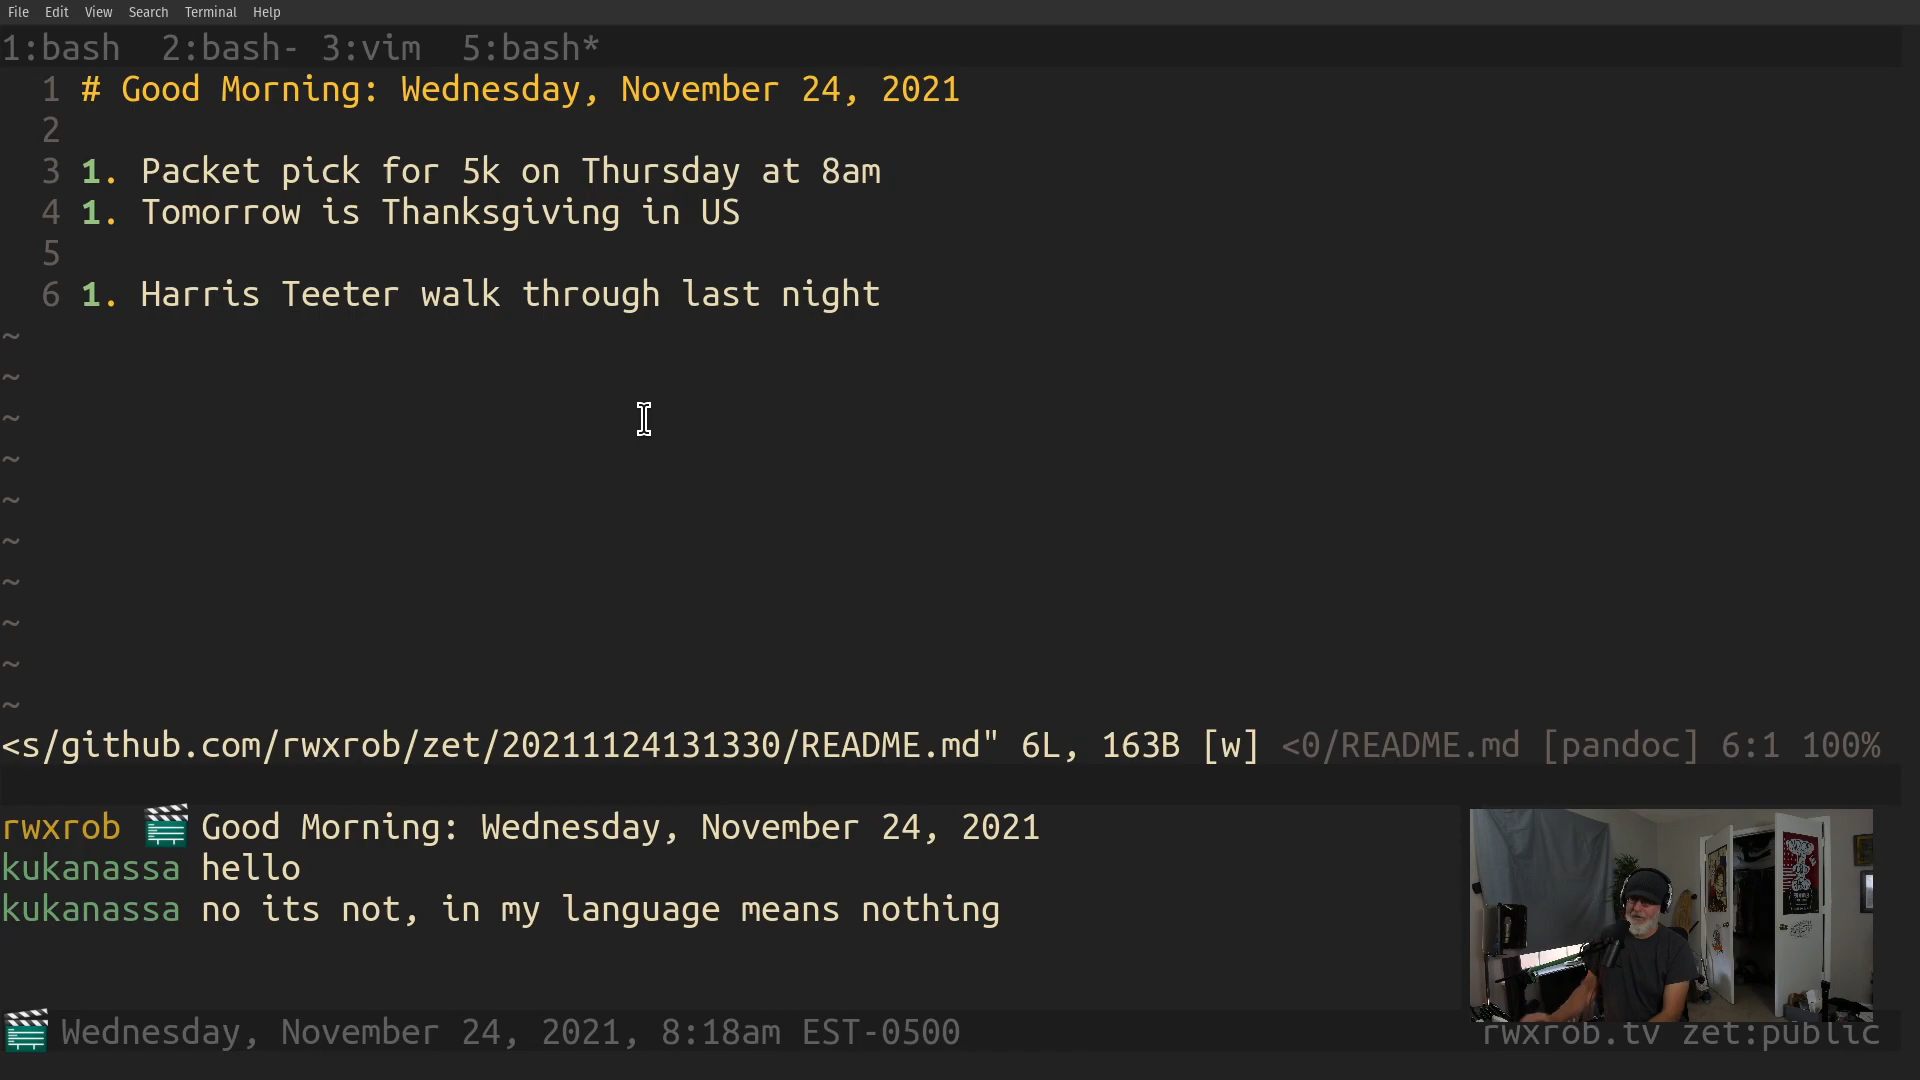 File Edit View Search Terminal Help
1:bash 2:bash- 3:vim 5:bash*
1 # Good Morning: Wednesday, November 24, 2021
2
3 1. Packet pick for 5k on Thursday at 8am
4 1. Tomorrow is Thanksgiving in US
5
6 1. Harris Teeter walk through last night
~
~
~
~
~
~
~
~
~
~
<s/github.com/rwxrob/zet/20211124131330/README.md" 6L, 163B [w] <0/README.md [pandoc] 6:1 100%
rwxrob 🎬 Good Morning: Wednesday, November 24, 2021
kukanassa hello
kukanassa no its not, in my language means nothing
🎬 Wednesday, November 24, 2021, 8:18am EST-0500 rwxrob.tv zet:public